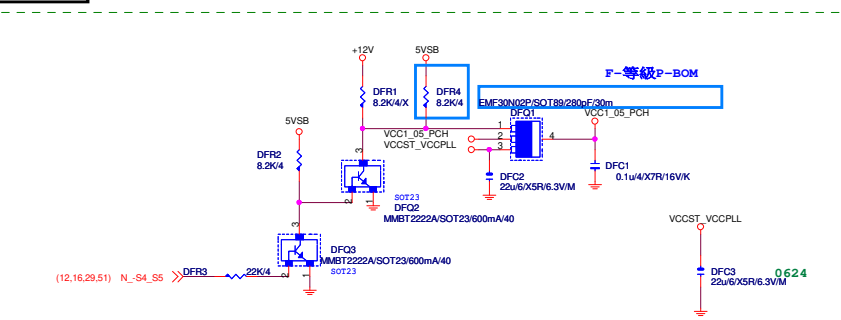 +12V
5VSB
F-等級P-BOM
DFR1
8.2K/4/X
DFR4
8.2K/4
EMF30N02P/SOT89/280pF/30m
DFQ1
VCC1_05_PCH
5VSB
VCC1_05_PCH
VCCST_VCCPLL
1
2
3
4
DFR2
8.2K/4
3
2
1
DFC2
22u/6/X5R/6.3V/M
DFC1
0.1u/4/X7R/16V/K
SOT23
DFQ2
MMBT2222A/SOT23/600mA/40
VCCST_VCCPLL
3
2
1
DFQ3
MMBT2222A/SOT23/600mA/40
SOT23
(12,16,29,51) N_-S4_S5
DFR3
22K/4
DFC3
22u/6/X5R/6.3V/M
0624